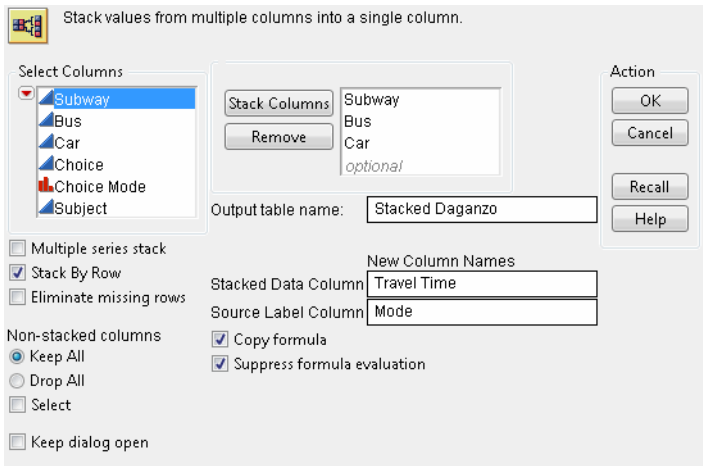 Stack values from multiple columns into a single column.
Select Columns
Subway
Bus
Car
Choice
Choice Mode
Subject
Stack Columns
Remove
Subway
Bus
Car
optional
Action
OK
Cancel
Recall
Help
Output table name: Stacked Daganzo
Multiple series stack
Stack By Row
Eliminate missing rows
New Column Names
Stacked Data Column Travel Time
Source Label Column Mode
Copy formula
Suppress formula evaluation
Non-stacked columns
Keep All
Drop All
Select
Keep dialog open